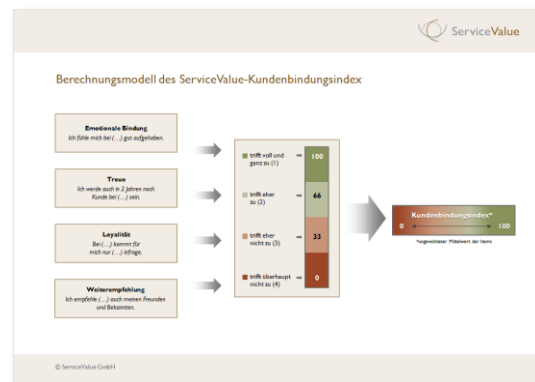 ServiceValue
Berechnungsmodell des ServiceValue-Kundenbindungsindex
Emotionale Bindung
Ich fühle mich bei (…) gut aufgehoben.
Treue
Ich werde auch in 2 Jahren noch
Kunde bei (…) sein.
Loyalität
Bei (…) kommt für
mich nur (…) infrage.
Weiterempfehlung
Ich empfehle (…) auch meinen Freunden
und Bekannten.
trifft voll und
ganz zu (1)
=
100
trifft eher
zu (2)
=
66
trifft eher
nicht zu (3)
=
33
trifft überhaupt
nicht zu (4)
=
0
Kundenbindungsindex*
0
100
*ungewichteter Mittelwert der Items
© ServiceValue GmbH